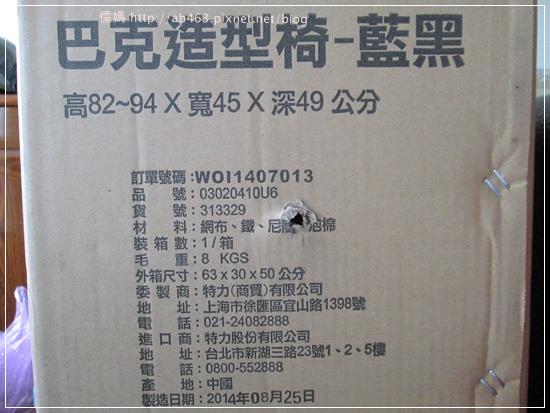 儒媽 http://ab463.pixnet.net/blog
巴克造型椅-藍黑
高82~94 X 寬45 X 深49 公分
訂單號碼:WOI1407013
品 號:03020410U6
貨 號:313329
材 料:網布、鐵、尼 泡棉
裝箱數:1/箱
毛 重:8 KGS
外箱尺寸:63 x 30 x 50公分
委製商:特力(商貿)有限公司
地 址:上海市徐匯區宜山路1398號
電 話:021-24082888
進口商:特力股份有限公司
地 址:台北市新湖三路23號1、2、5樓
電 話:0800-552888
產 地:中國
製造日期:2014年08月25日